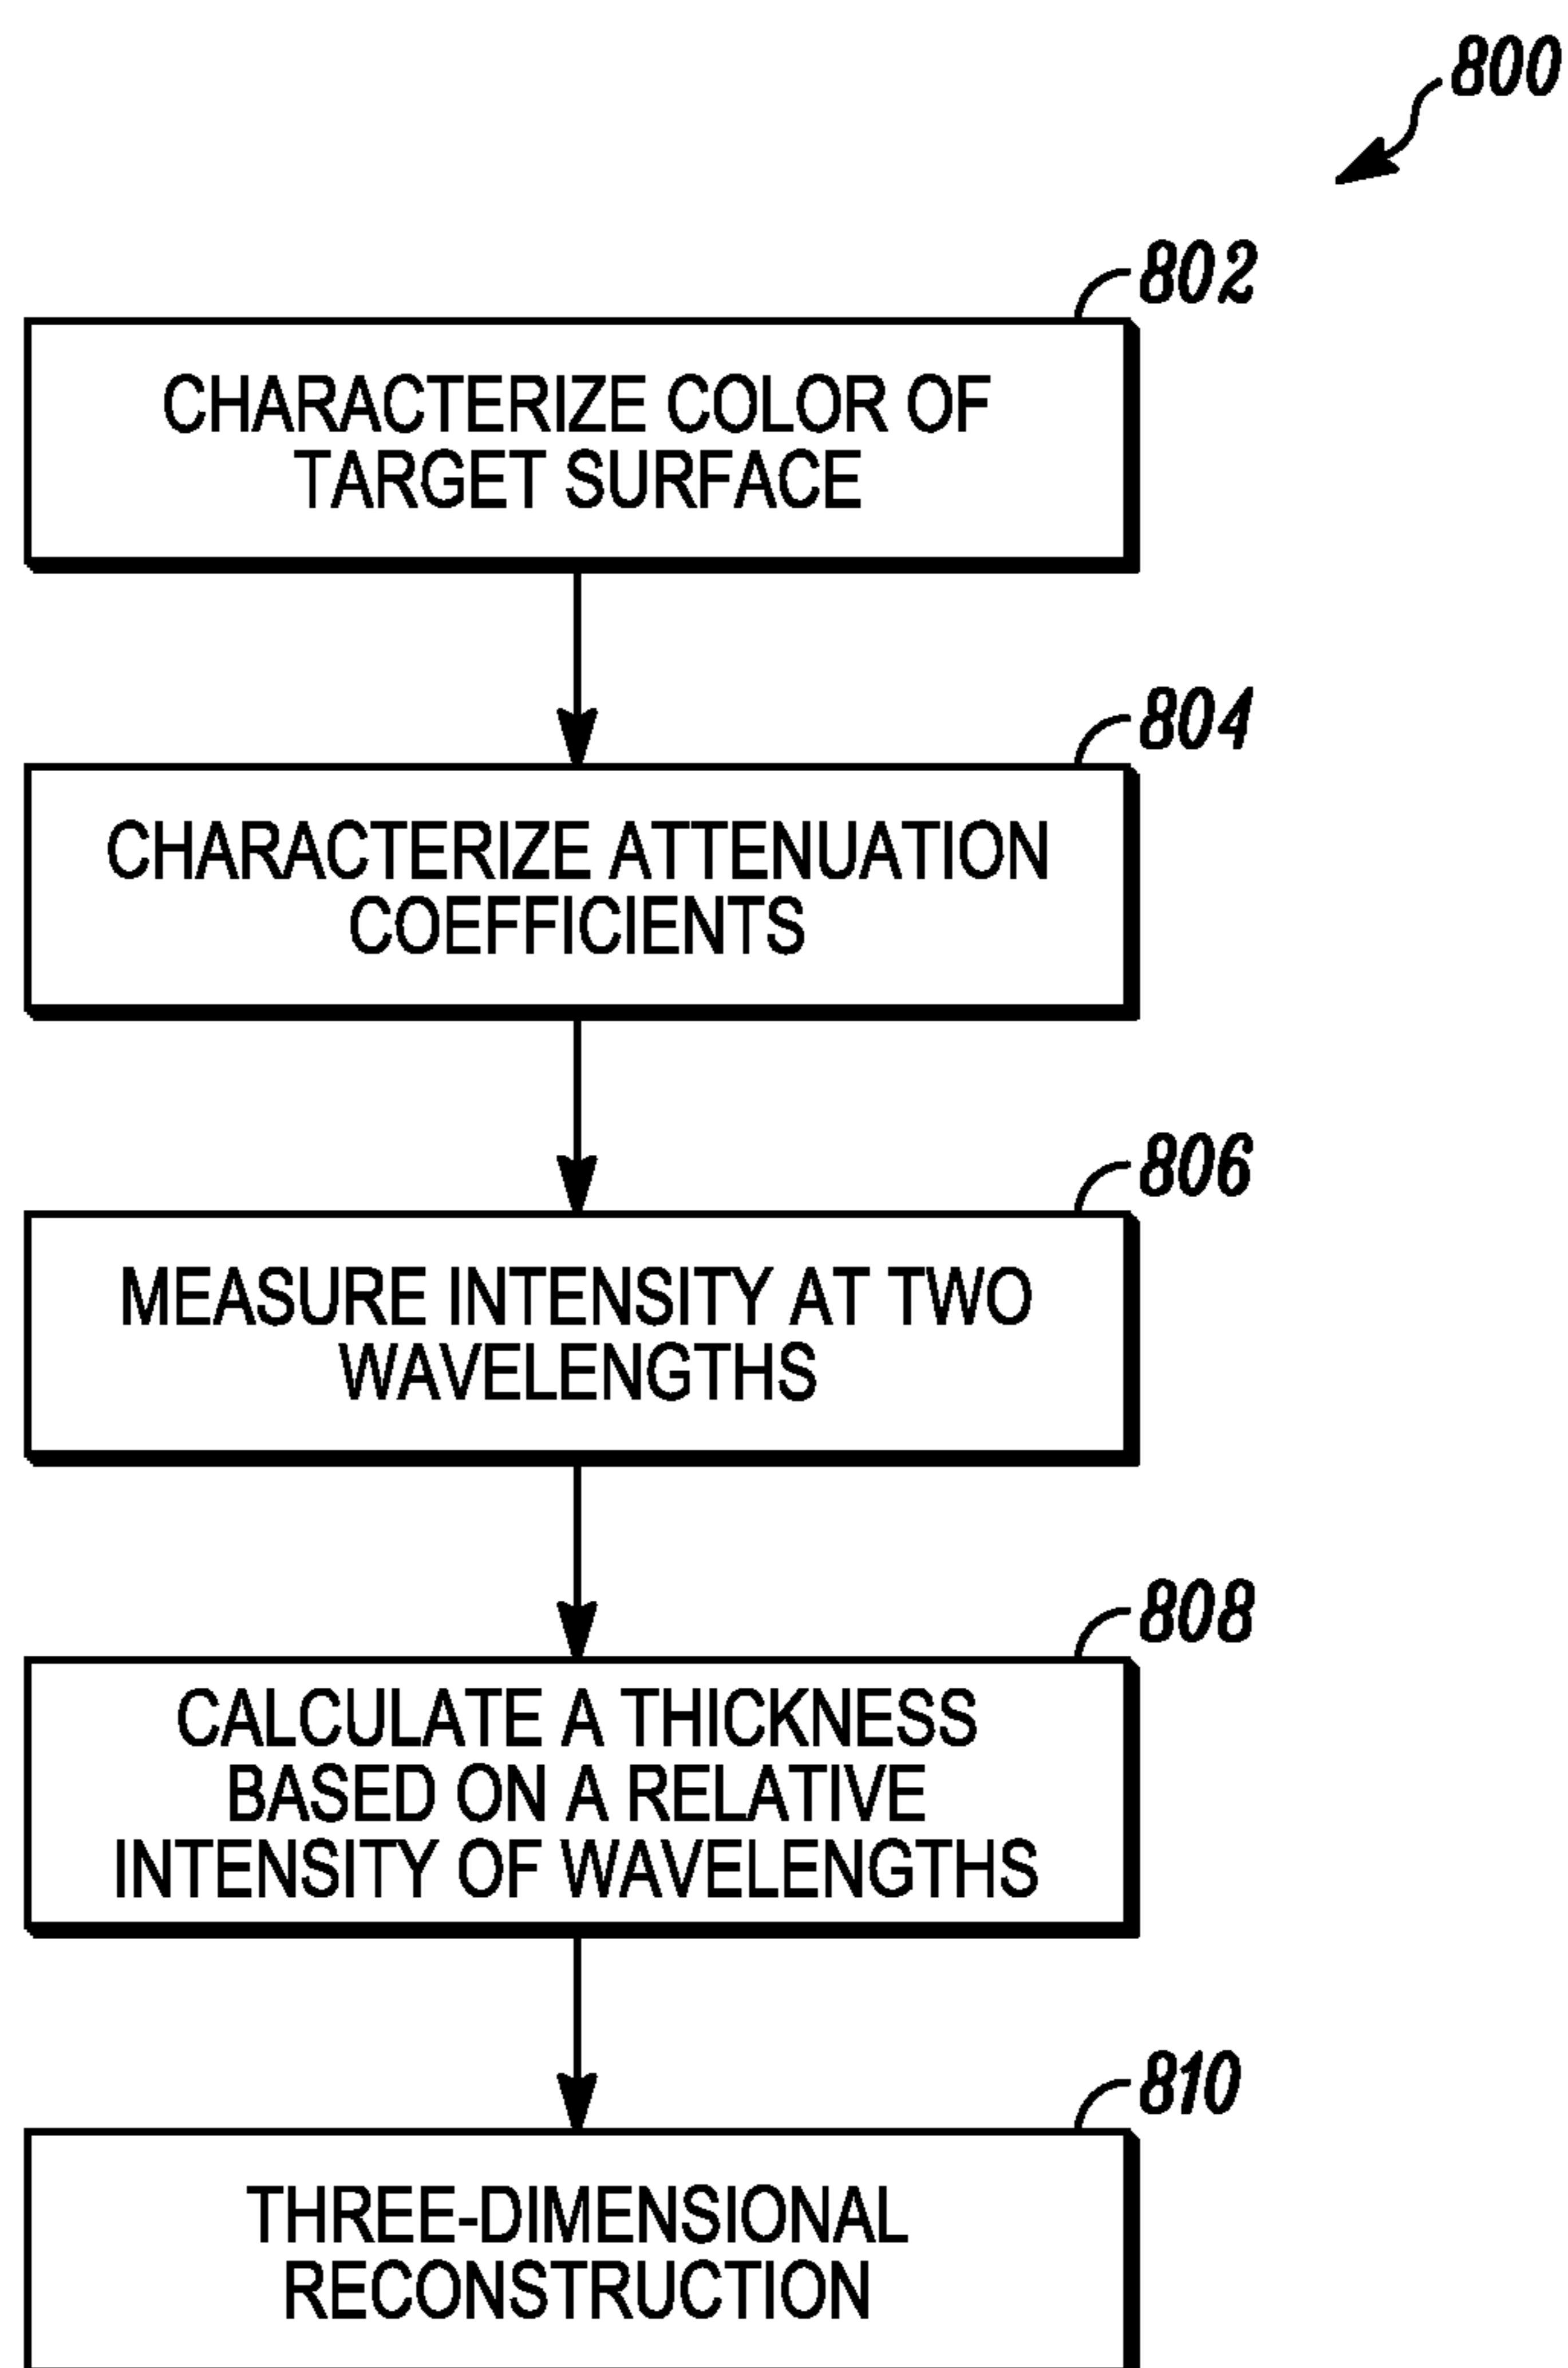 800
802
CHARACTERIZE COLOR OF
TARGET SURFACE
804
CHARACTERIZE ATTENUATION
COEFFICIENTS
806
MEASURE INTENSITY AT TWO
WAVELENGTHS
808
CALCULATE A THICKNESS
BASED ON A RELATIVE
INTENSITY OF WAVELENGTHS
810
THREE-DIMENSIONAL
RECONSTRUCTION